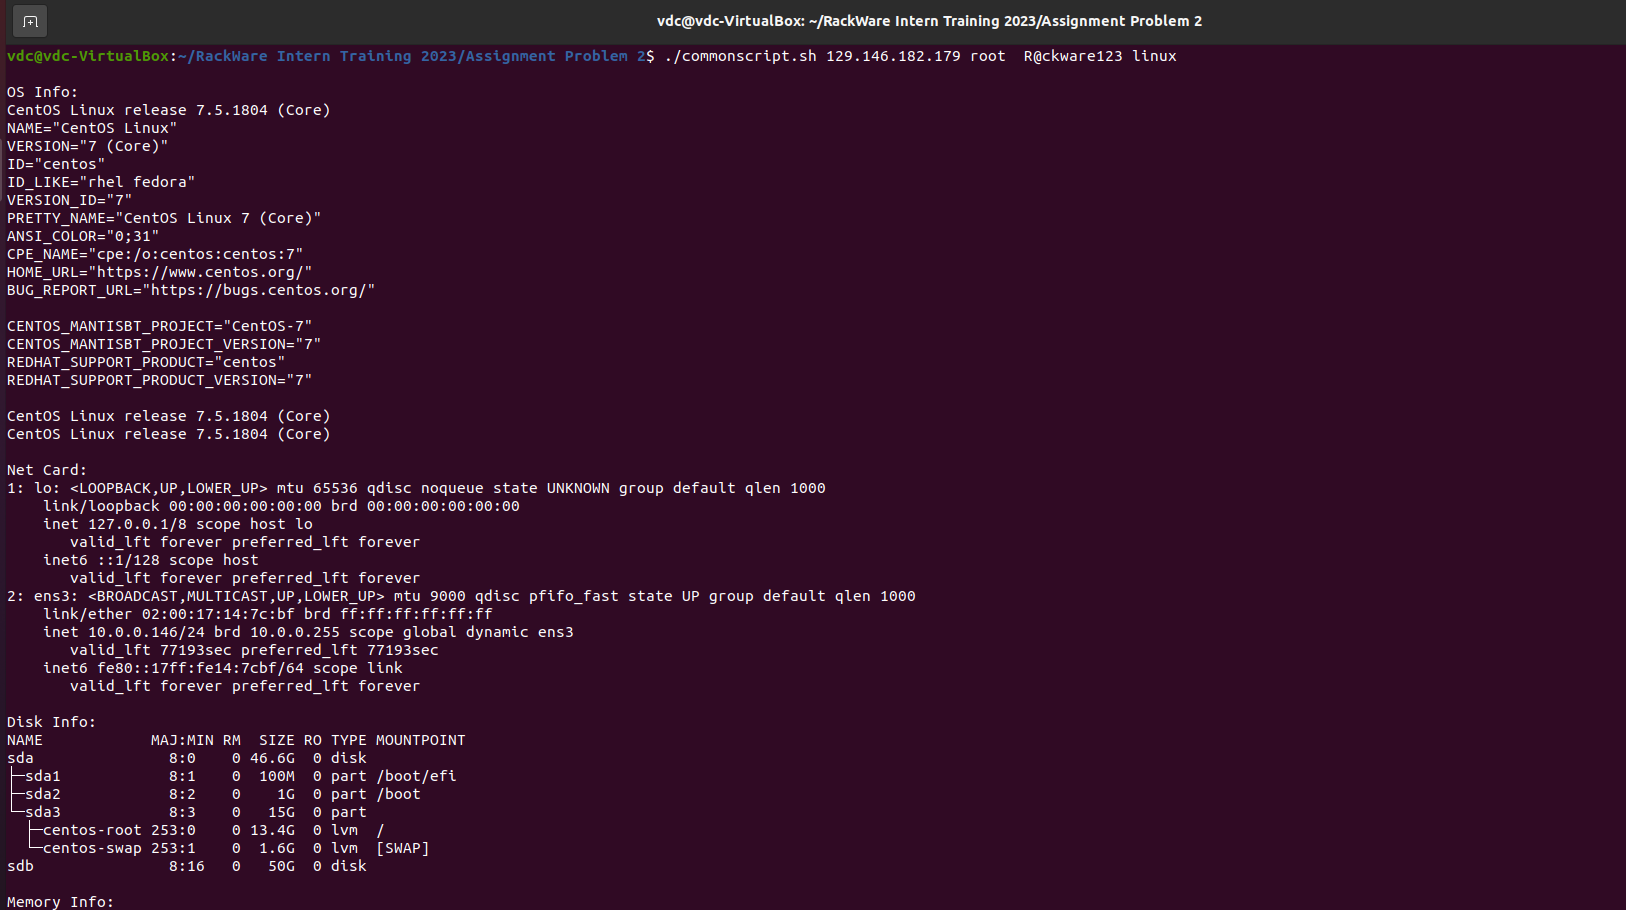 vdc@vdc-VirtualBox: ~/RackWare Intern Training 2023/Assignment Problem 2
vdc@vdc-VirtualBox:~/RackWare Intern Training 2023/Assignment Problem 2$ ./commonscript.sh 129.146.182.179 root  R@ckware123 linux
OS Info:
CentOS Linux release 7.5.1804 (Core)
NAME="CentOS Linux"
VERSION="7 (Core)"
ID="centos"
ID_LIKE="rhel fedora"
VERSION_ID="7"
PRETTY_NAME="CentOS Linux 7 (Core)"
ANSI_COLOR="0;31"
CPE_NAME="cpe:/o:centos:centos:7"
HOME_URL="https://www.centos.org/"
BUG_REPORT_URL="https://bugs.centos.org/"
CENTOS_MANTISBT_PROJECT="CentOS-7"
CENTOS_MANTISBT_PROJECT_VERSION="7"
REDHAT_SUPPORT_PRODUCT="centos"
REDHAT_SUPPORT_PRODUCT_VERSION="7"
CentOS Linux release 7.5.1804 (Core)
CentOS Linux release 7.5.1804 (Core)
Net Card:
1: lo: <LOOPBACK,UP,LOWER_UP> mtu 65536 qdisc noqueue state UNKNOWN group default qlen 1000
    link/loopback 00:00:00:00:00:00 brd 00:00:00:00:00:00
    inet 127.0.0.1/8 scope host lo
       valid_lft forever preferred_lft forever
    inet6 ::1/128 scope host
       valid_lft forever preferred_lft forever
2: ens3: <BROADCAST,MULTICAST,UP,LOWER_UP> mtu 9000 qdisc pfifo_fast state UP group default qlen 1000
    link/ether 02:00:17:14:7c:bf brd ff:ff:ff:ff:ff:ff
    inet 10.0.0.146/24 brd 10.0.0.255 scope global dynamic ens3
       valid_lft 77193sec preferred_lft 77193sec
    inet6 fe80::17ff:fe14:7cbf/64 scope link
       valid_lft forever preferred_lft forever
Disk Info:
NAME            MAJ:MIN RM   SIZE RO TYPE MOUNTPOINT
sda               8:0    0  46.6G  0 disk
├─sda1            8:1    0   100M  0 part /boot/efi
├─sda2            8:2    0     1G  0 part /boot
└─sda3            8:3    0    15G  0 part
  ├─centos-root 253:0    0  13.4G  0 lvm  /
  └─centos-swap 253:1    0   1.6G  0 lvm  [SWAP]
sdb               8:16   0    50G  0 disk
Memory Info: